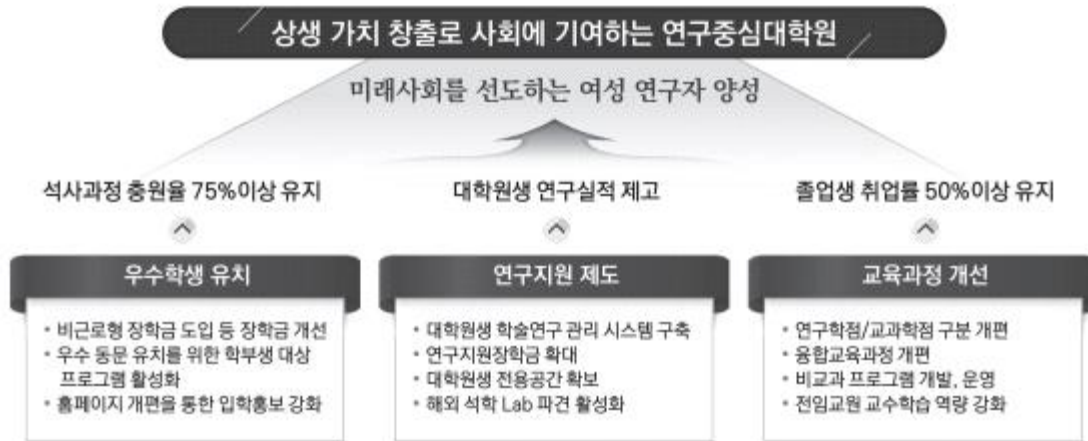 상생 가치 창출로 사회에 기여하는 연구중심대학원
미래사회를 선도하는 여성 연구자 양성
석사과정 충원율 75%이상 유지
대학원생 연구실적 제고
졸업생 취업률 50%이상 유지
우수학생 유치
• 비근로형 장학금 도입 등 장학금 개선
• 우수 동문 유치를 위한 학부생 대상
프로그램 활성화
• 홈페이지 개편을 통한 입학홍보 강화
연구지원 제도
• 대학원생 학술연구 관리 시스템 구축
• 연구지원장학금 확대
• 대학원생 전용공간 확보
• 해외 석학 Lab 파견 활성화
교육과정 개선
• 연구학점/교과학점 구분 개편
• 융합교육과정 개편
• 비교과 프로그램 개발, 운영
• 전임교원 교수학습 역량 강화